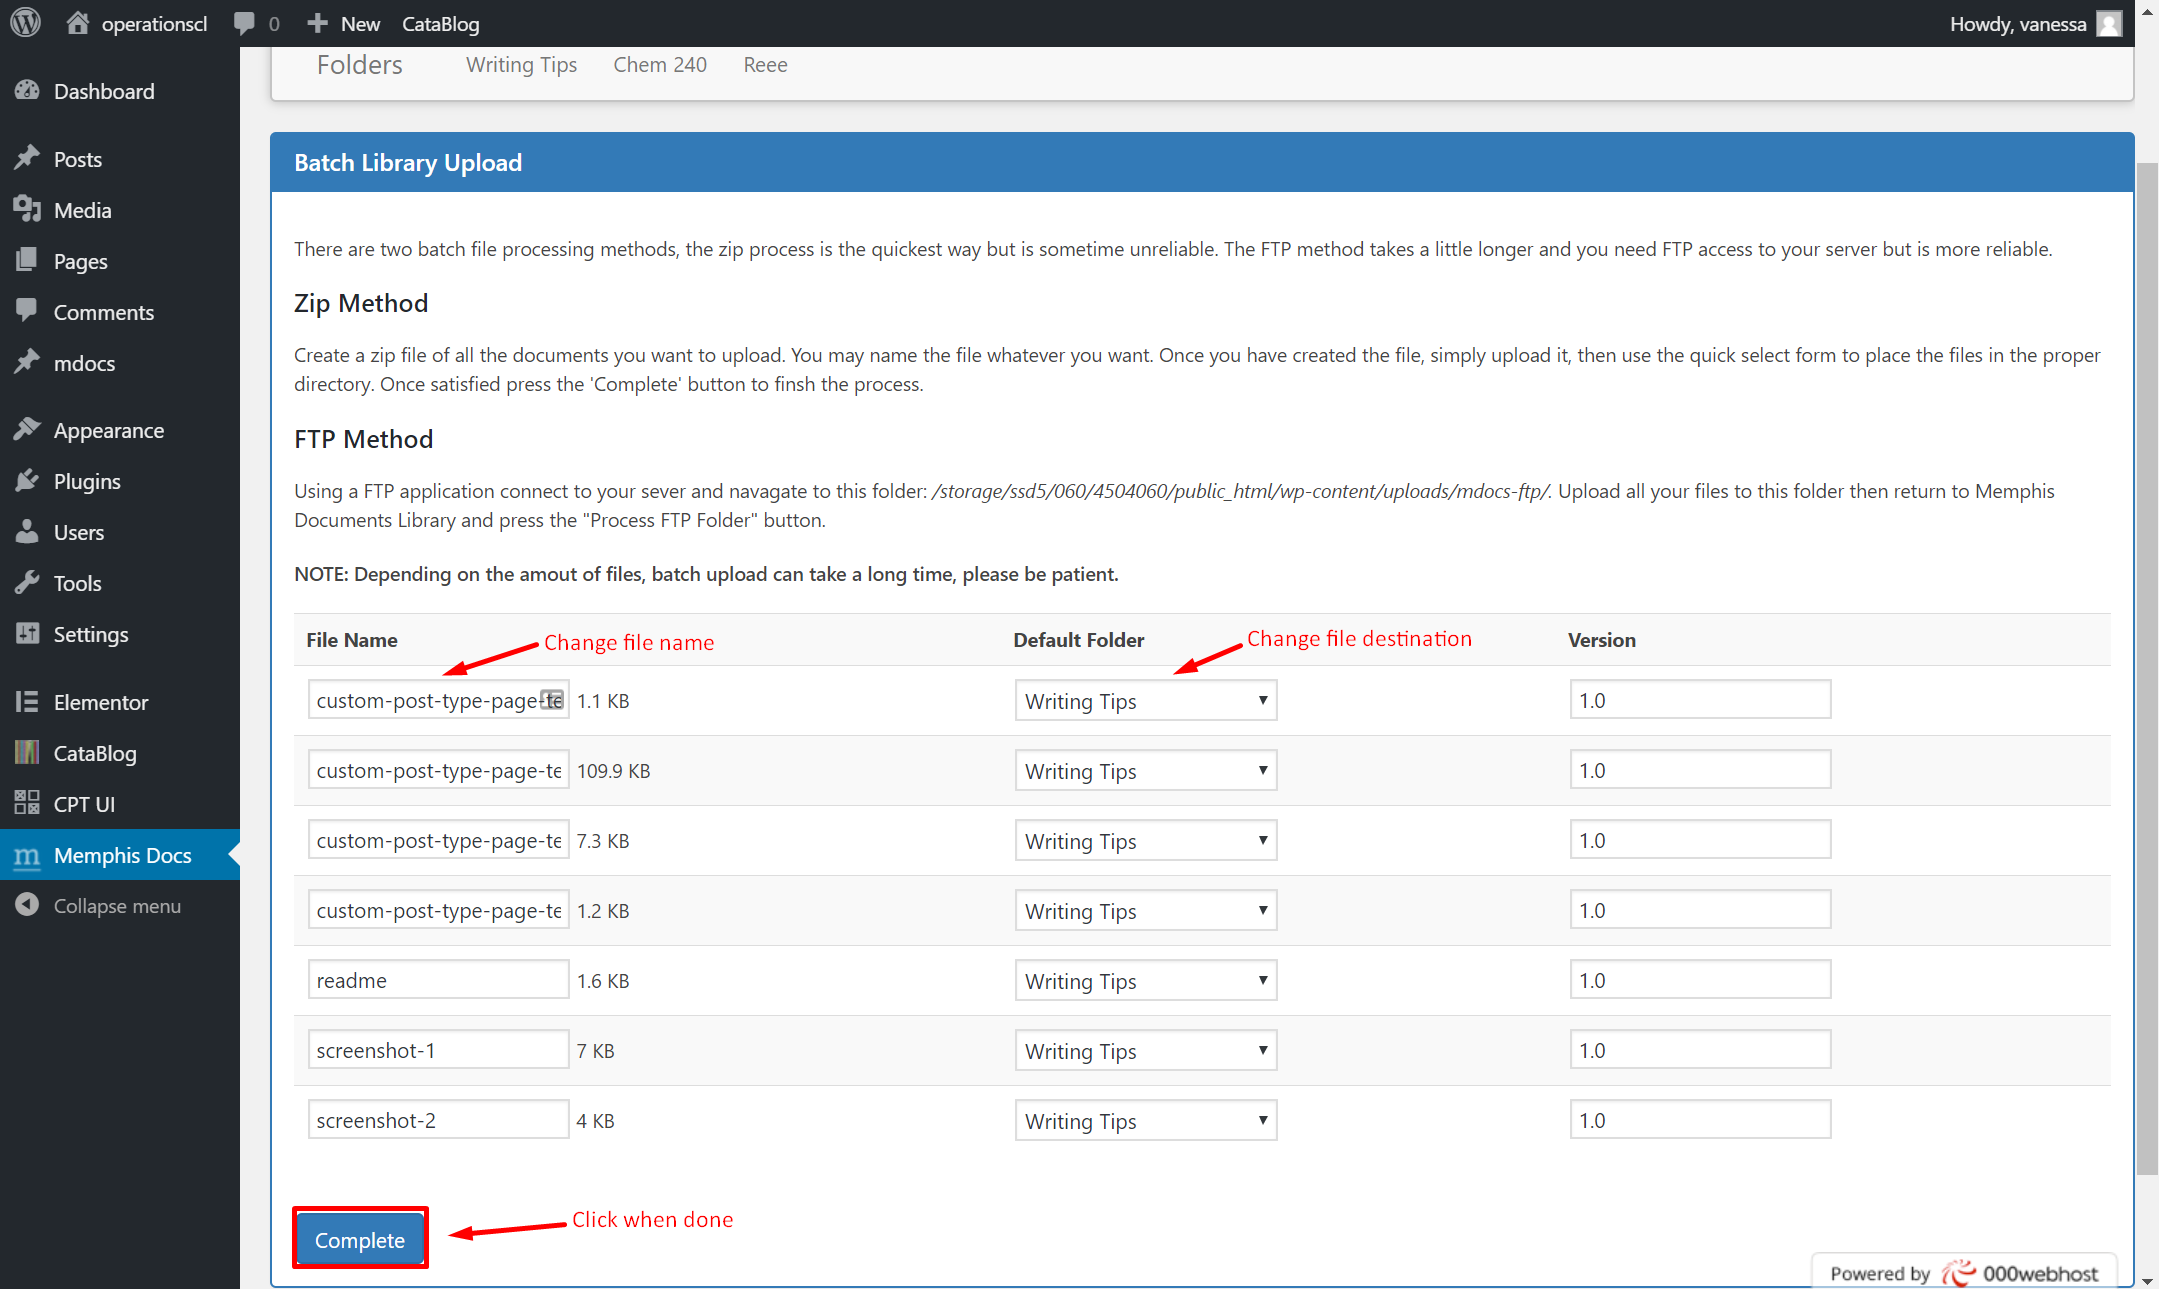 operationscl 0 New CataBlog Howdy, vanessa
Folders Writing Tips Chem 240 Reee
Dashboard
Posts
Media
Pages
Comments
mdocs
Appearance
Plugins
Users
Tools
Settings
Elementor
CataBlog
CPT UI
m Memphis Docs
Collapse menu
Batch Library Upload
There are two batch file processing methods, the zip process is the quickest way but is sometime unreliable. The FTP method takes a little longer and you need FTP access to your server but is more reliable.
Zip Method
Create a zip file of all the documents you want to upload. You may name the file whatever you want. Once you have created the file, simply upload it, then use the quick select form to place the files in the proper
directory. Once satisfied press the 'Complete' button to finsh the process.
FTP Method
Using a FTP application connect to your sever and navagate to this folder: /storage/ssd5/060/4504060/public_html/wp-content/uploads/mdocs-ftp/. Upload all your files to this folder then return to Memphis
Documents Library and press the "Process FTP Folder" button.
NOTE: Depending on the amout of files, batch upload can take a long time, please be patient.
File Name Change file name Default Folder Change file destination Version
custom-post-type-page-te 1.1 KB Writing Tips 1.0
custom-post-type-page-te 109.9 KB Writing Tips 1.0
custom-post-type-page-te 7.3 KB Writing Tips 1.0
custom-post-type-page-te 1.2 KB Writing Tips 1.0
readme 1.6 KB Writing Tips 1.0
screenshot-1 7 KB Writing Tips 1.0
screenshot-2 4 KB Writing Tips 1.0
Complete Click when done
Powered by 000webhost